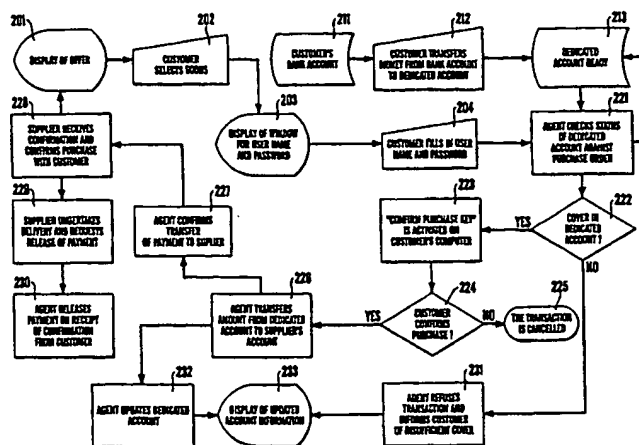 201
DISPLAY OF OFFER
202
CUSTOMER
SELECTS GOODS
211
CUSTOMER'S
BANK ACCOUNT
212
CUSTOMER TRANSFERS
MONEY FROM BANK ACCOUNT
TO DEDICATED ACCOUNT
213
DEDICATED
ACCOUNT READY
203
DISPLAY OF WINDOW
FOR USER NAME
AND PASSWORD
204
CUSTOMER FILLS IN USER
NAME AND PASSWORD
221
AGENT CHECKS STATUS
OF DEDICATED
ACCOUNT AGAINST
PURCHASE ORDER
228
SUPPLIER RECEIVES
CONFIRMATION AND
CONFIRMS PURCHASE
WITH CUSTOMER
229
SUPPLIER UNDERTAKES
DELIVERY AND REQUESTS
RELEASE OF PAYMENT
227
AGENT CONFIRMS
TRANSFER
OF PAYMENT TO SUPLIER
223
"CONFIRM PURCHASE KEY"
IS ACTIVATED ON
CUSTOMER'S COMPUTER
YES
222
COVER IN
DEDICATED
ACCOUNT ?
NO
230
AGENT RELEASES
PAYMENT ON RECEIPT
OF CONFIRMATION
FROM CUSTOMER
226
AGENT TRANSFERS
AMOUNT FROM DEDICATED
ACCOUNT TO SUPPLIER'S
ACCOUNT
YES
224
CUSTOMER
CONFIRMS
PURCHASE ?
NO
225
THE TRANSACTION
IS CANCELLED
232
AGENT UPDATES DEDICATED
ACCOUNT
233
DISPLAY OF UPDATED
ACCOUNT INFORMATION
231
AGENT REFUSES
TRANSACTION AND
INFORMS CUSTOMER
OF INSUFFICIENT COVER